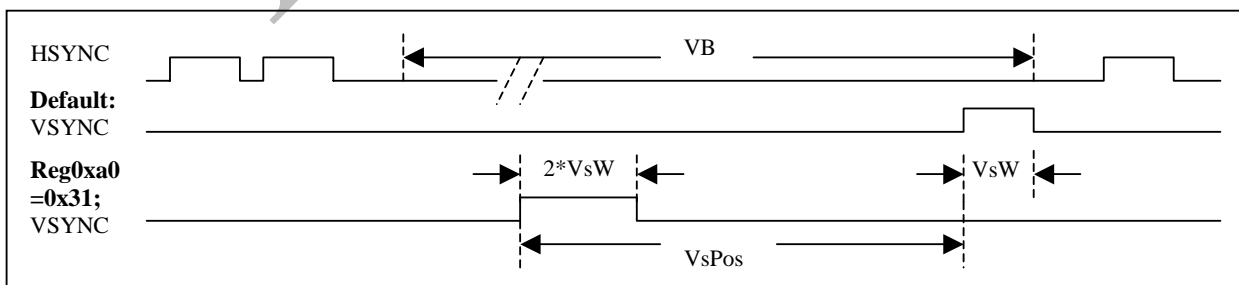 HSYNC
VB
Default:
VSYNC
Reg0xa0
=0x31;
VSYNC
2*VsW
VsW
VsPos